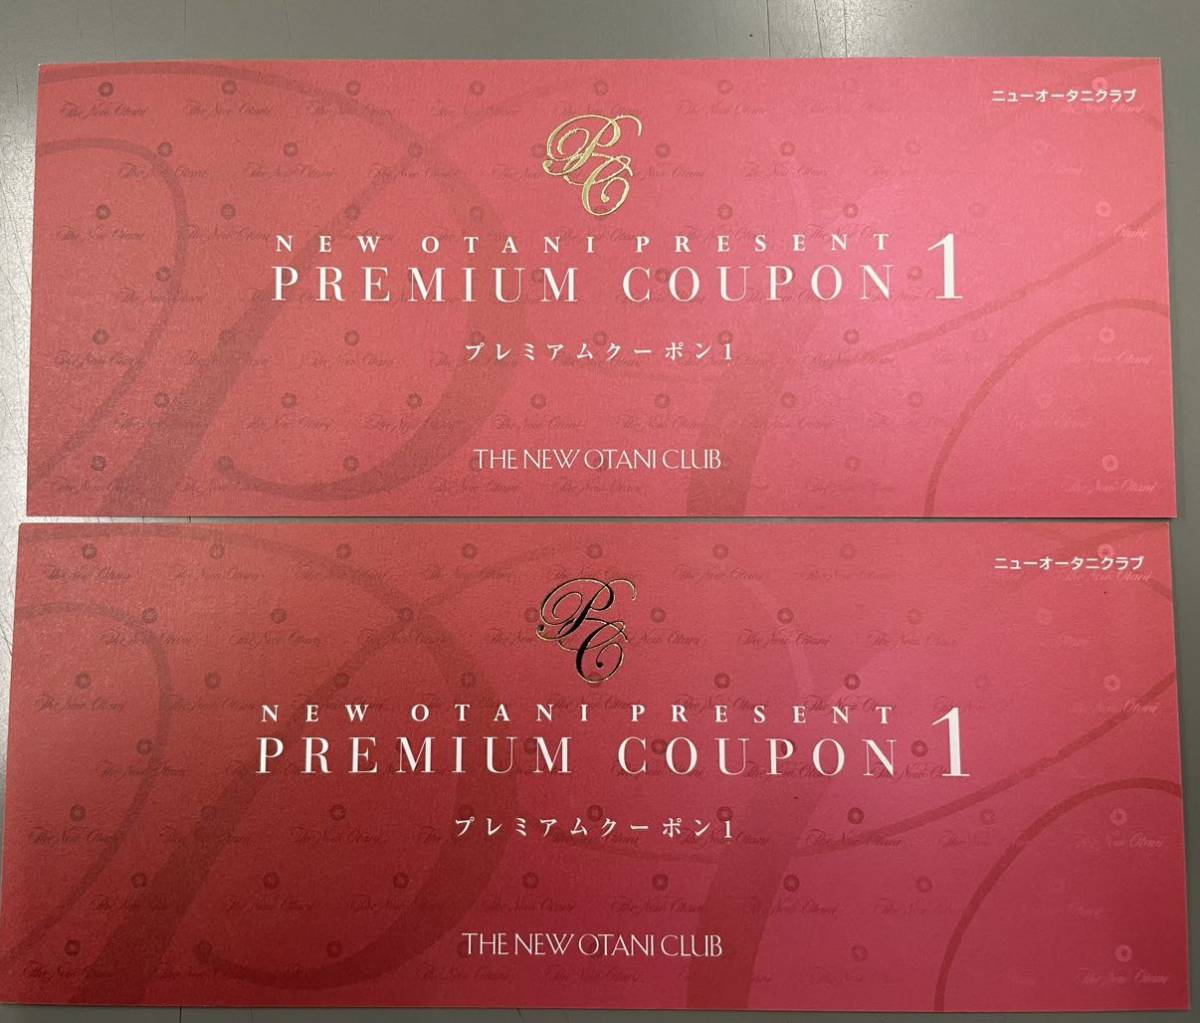 ニューオータニクラブ
PC
NEW OTANI PRESENT
PREMIUM COUPON 1
プレミアムクーポン1
THE NEW OTANI CLUB
ニューオータニクラブ
PC
NEW OTANI PRESENT
PREMIUM COUPON 1
プレミアムクーポン1
THE NEW OTANI CLUB